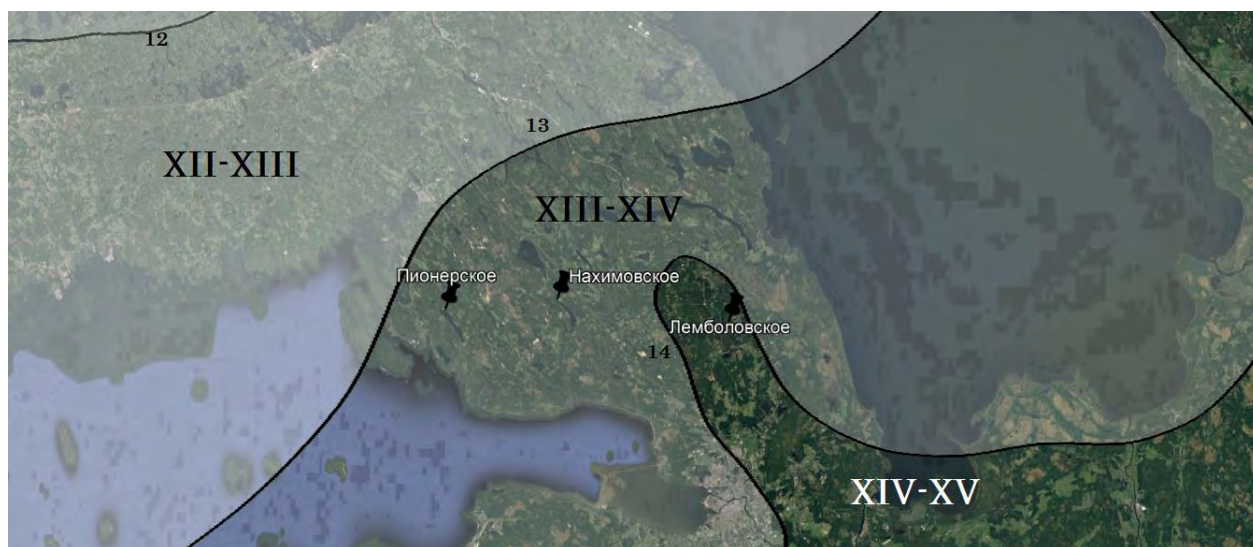 12
13
XII-XIII
XIII-XIV
Пионерское
Нахимовское
Лемболовское
14
XIV-XV